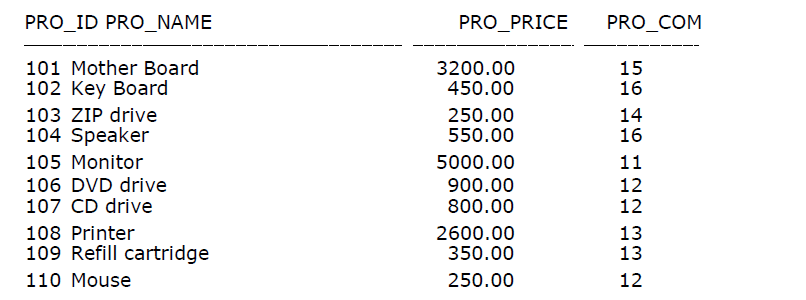 PRO_ID PRO_NAME PRO_PRICE PRO_COM
101 Mother Board 3200.00 15
102 Key Board 450.00 16
103 ZIP drive 250.00 14
104 Speaker 550.00 16
105 Monitor 5000.00 11
106 DVD drive 900.00 12
107 CD drive 800.00 12
108 Printer 2600.00 13
109 Refill cartridge 350.00 13
110 Mouse 250.00 12